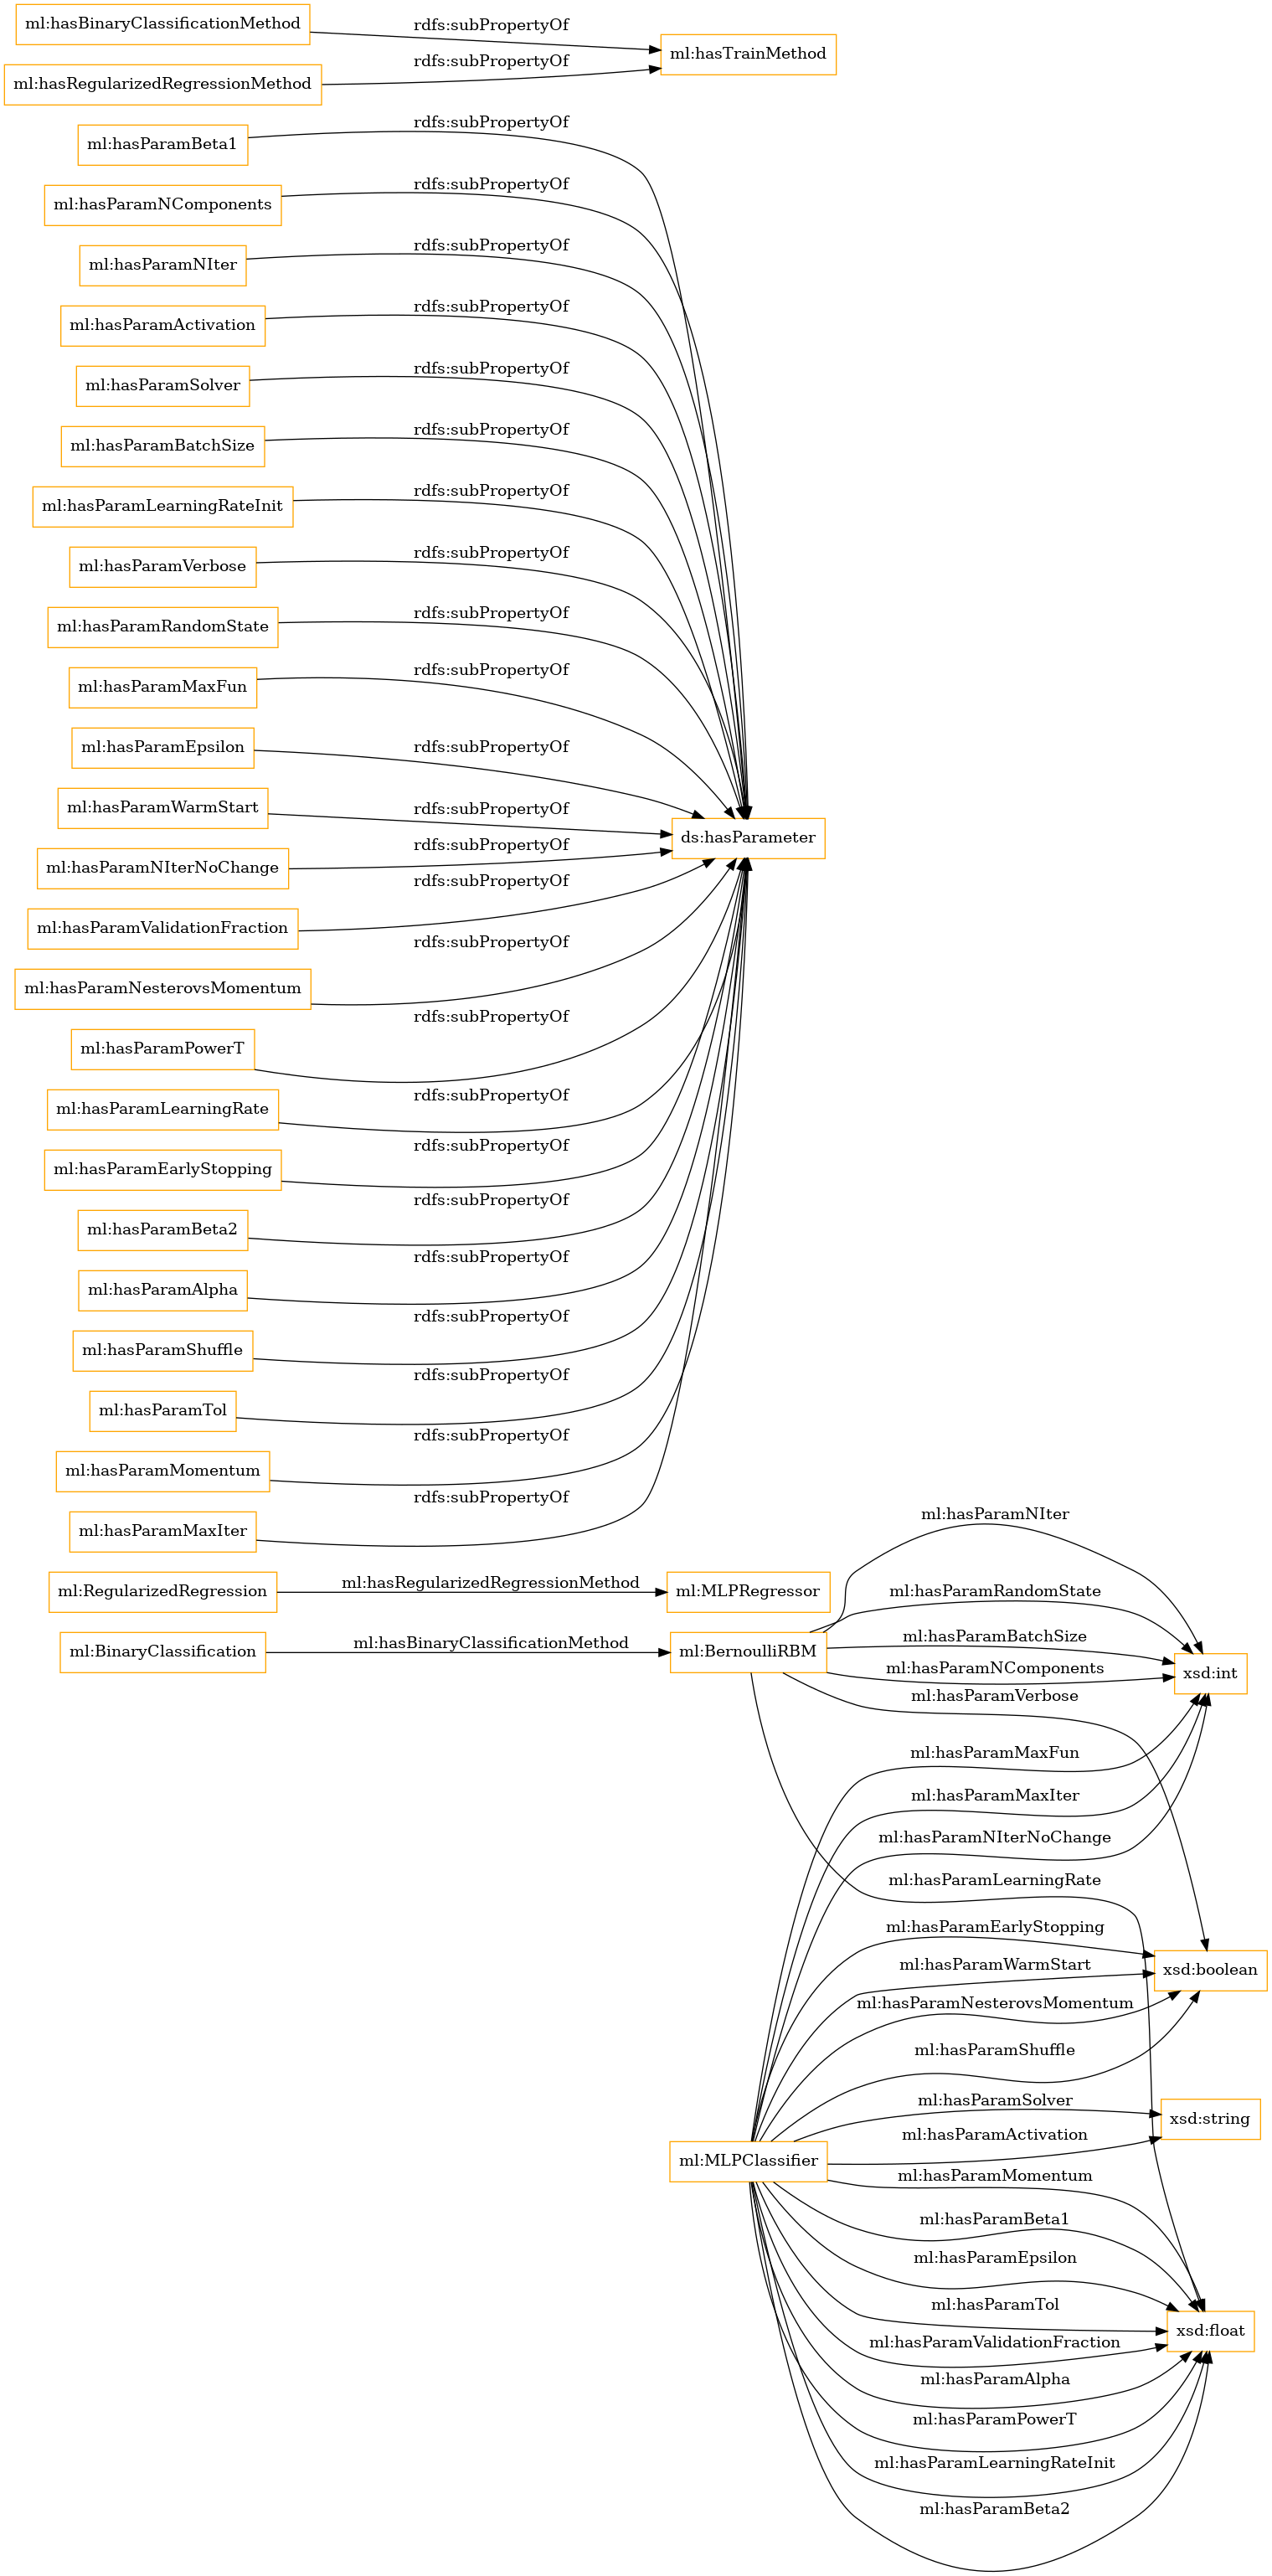 ml:hasBinaryClassificationMethod
rdfs:subPropertyOf
ml:hasTrainMethod
ml:hasRegularizedRegressionMethod
rdfs:subPropertyOf
ml:hasParamBeta1
rdfs:subPropertyOf
ml:hasParamNComponents
rdfs:subPropertyOf
ml:hasParamNIter
rdfs:subPropertyOf
ml:hasParamActivation
rdfs:subPropertyOf
ml:hasParamSolver
rdfs:subPropertyOf
ml:hasParamBatchSize
rdfs:subPropertyOf
ml:hasParamLearningRateInit
rdfs:subPropertyOf
ml:hasParamVerbose
rdfs:subPropertyOf
ml:hasParamRandomState
rdfs:subPropertyOf
ml:hasParamMaxFun
rdfs:subPropertyOf
ml:hasParamEpsilon
rdfs:subPropertyOf
ml:hasParamWarmStart
rdfs:subPropertyOf
ds:hasParameter
ml:hasParamNIterNoChange
rdfs:subPropertyOf
ml:hasParamValidationFraction
rdfs:subPropertyOf
ml:hasParamNesterovsMomentum
rdfs:subPropertyOf
ml:hasParamPowerT
rdfs:subPropertyOf
ml:hasParamLearningRate
rdfs:subPropertyOf
ml:hasParamEarlyStopping
rdfs:subPropertyOf
ml:hasParamBeta2
rdfs:subPropertyOf
ml:hasParamAlpha
rdfs:subPropertyOf
ml:hasParamShuffle
rdfs:subPropertyOf
ml:hasParamTol
rdfs:subPropertyOf
ml:hasParamMomentum
rdfs:subPropertyOf
ml:hasParamMaxIter
rdfs:subPropertyOf
ml:RegularizedRegression
ml:hasRegularizedRegressionMethod
ml:MLPRegressor
ml:BinaryClassification
ml:hasBinaryClassificationMethod
ml:BernoulliRBM
ml:hasParamNIter
ml:hasParamRandomState
ml:hasParamBatchSize
ml:hasParamNComponents
xsd:int
ml:hasParamVerbose
ml:hasParamMaxFun
ml:hasParamMaxIter
ml:hasParamNIterNoChange
ml:hasParamLearningRate
ml:hasParamEarlyStopping
ml:hasParamWarmStart
xsd:boolean
ml:hasParamNesterovsMomentum
ml:hasParamShuffle
ml:hasParamSolver
xsd:string
ml:hasParamActivation
ml:MLPClassifier
ml:hasParamMomentum
ml:hasParamBeta1
ml:hasParamEpsilon
ml:hasParamTol
xsd:float
ml:hasParamValidationFraction
ml:hasParamAlpha
ml:hasParamPowerT
ml:hasParamLearningRateInit
ml:hasParamBeta2